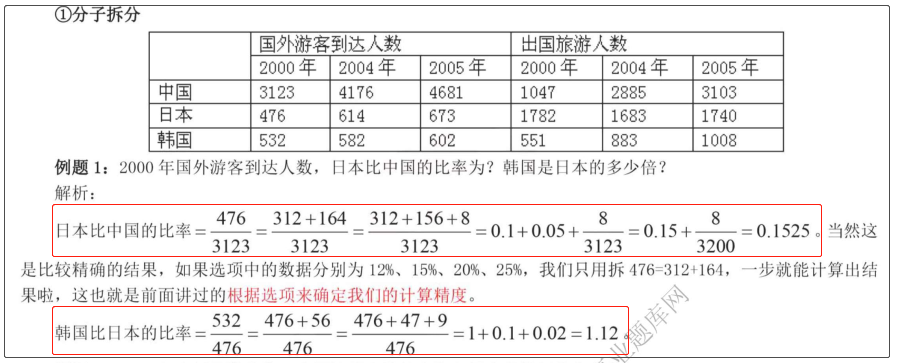 ①分子拆分
国外游客到达人数 出国旅游人数
2000 年 2004 年 2005 年 2000 年 2004 年 2005 年
中国 3123 4176 4681 1047 2885 3103
日本 476 614 673 1782 1683 1740
韩国 532 582 602 551 883 1008
例题 1：2000 年国外游客到达人数，日本比中国的比率为？韩国是日本的多少倍？
解析：
日本比中国的比率＝476/3123＝(312＋164)/3123＝(312＋156＋8)/3123＝0.1＋0.05＋8/3123＝0.15＋8/3200＝0.1525。当然这
是比较精确的结果，如果选项中的数据分别为 12%、15%、20%、25%，我们只用拆 476=312+164，一步就能计算出结
果啦，这也就是前面讲过的根据选项来确定我们的计算精度。
韩国比日本的比率＝532/476＝(476＋56)/476＝(476＋47＋9)/476＝1＋0.1＋0.02＝1.12。
业题库网